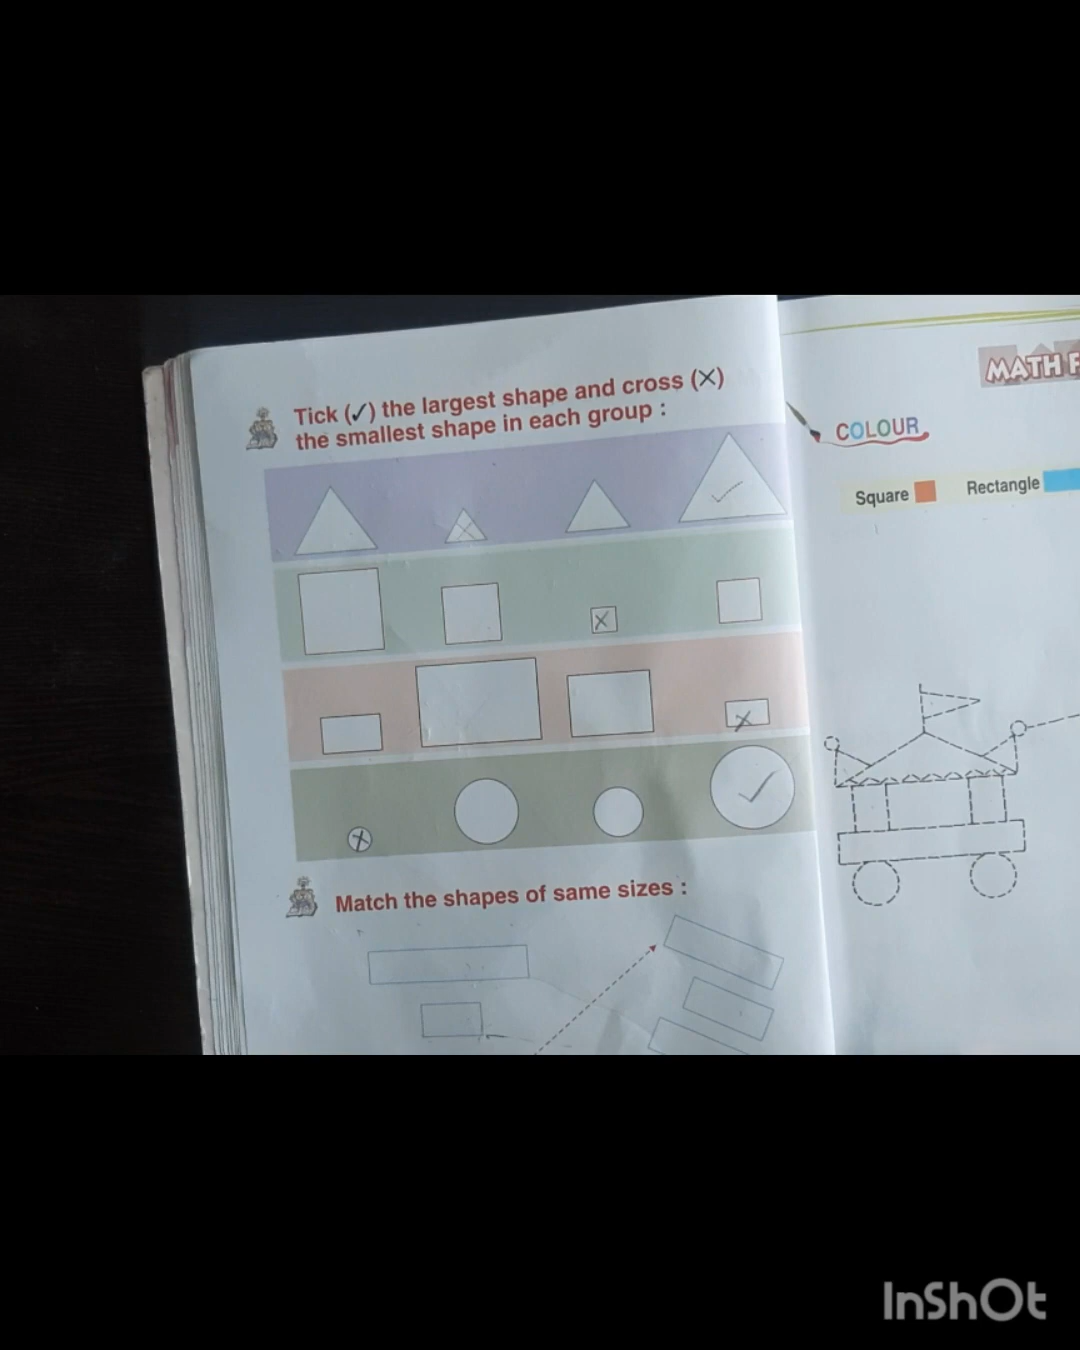 Tick (✓) the largest shape and cross (✕)
the smallest shape in each group :
Match the shapes of same sizes :
MATH F
COLOUR
Square
Rectangle
InShOt